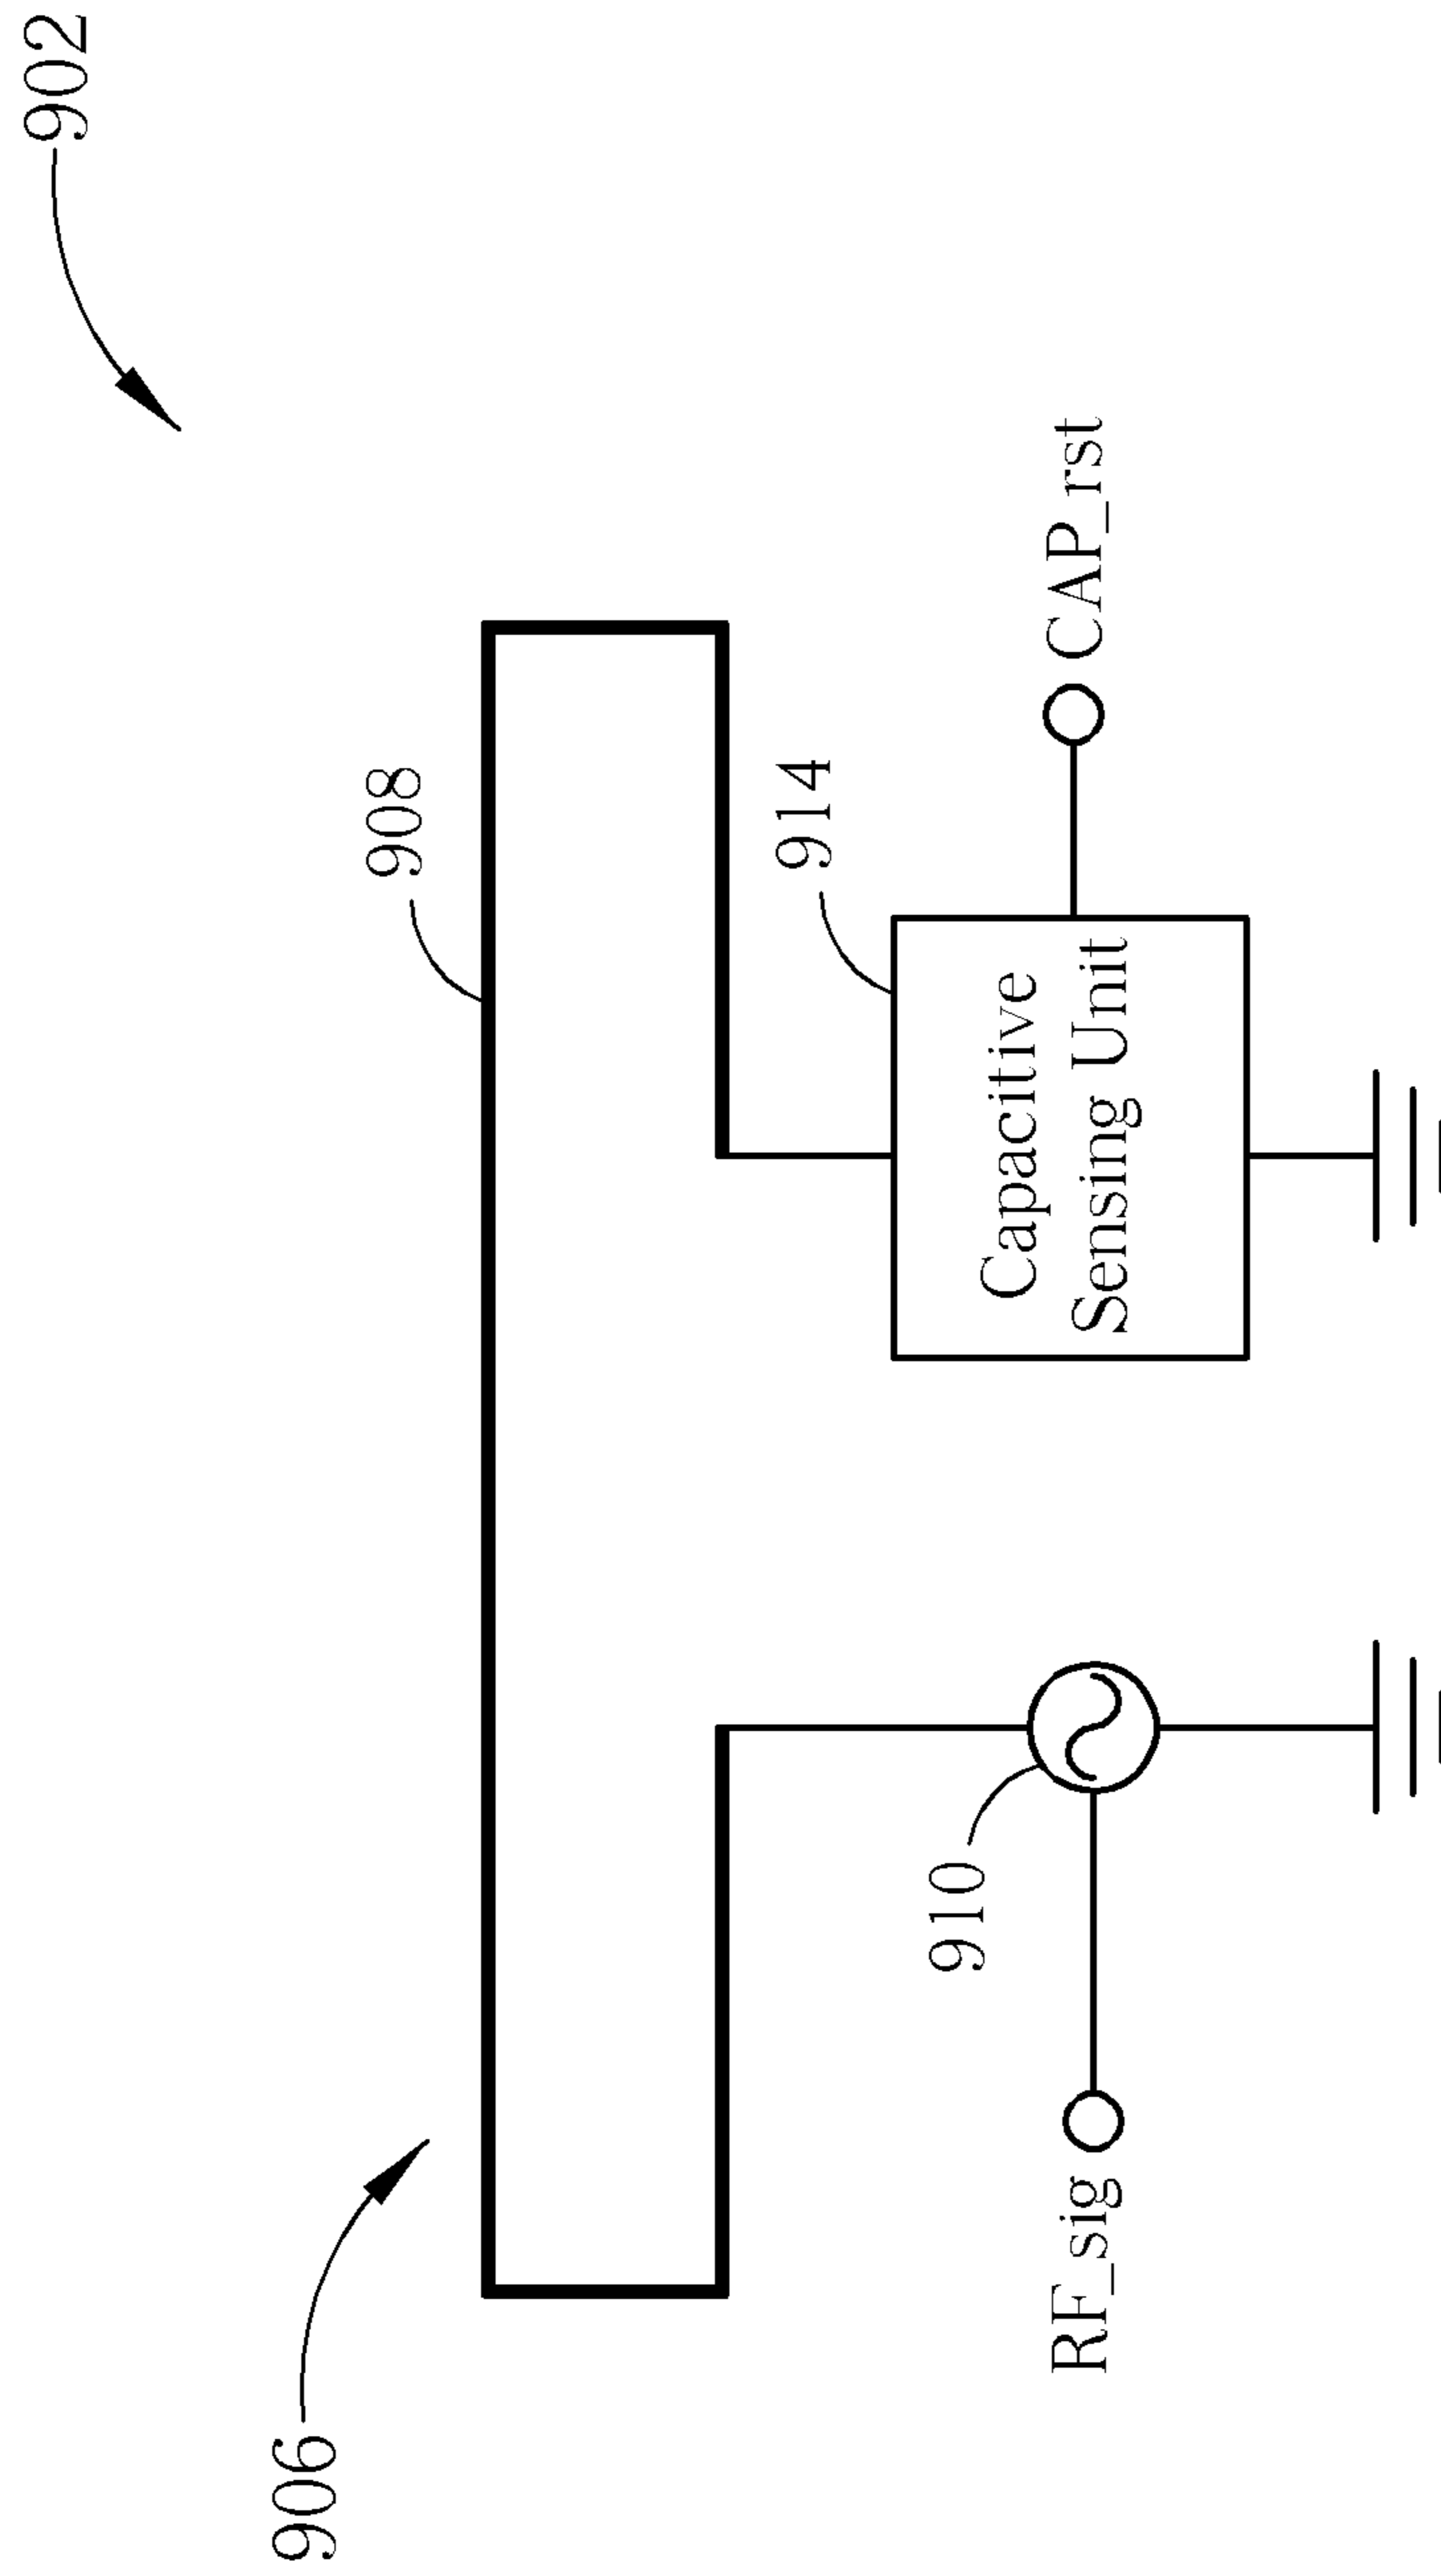 902
906
908
914
Capacitive
Sensing Unit
CAP_rst
910
RF_sig